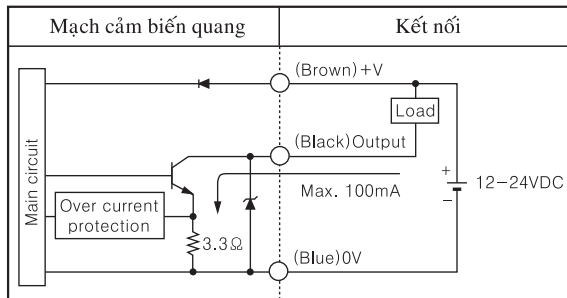 Mạch cảm biến quang
Kết nối
(Brown)+V
Load
(Black)Output
Main circuit
Max. 100mA
+
12-24VDC
-
Over current
protection
3.3Ω
(Blue)0V